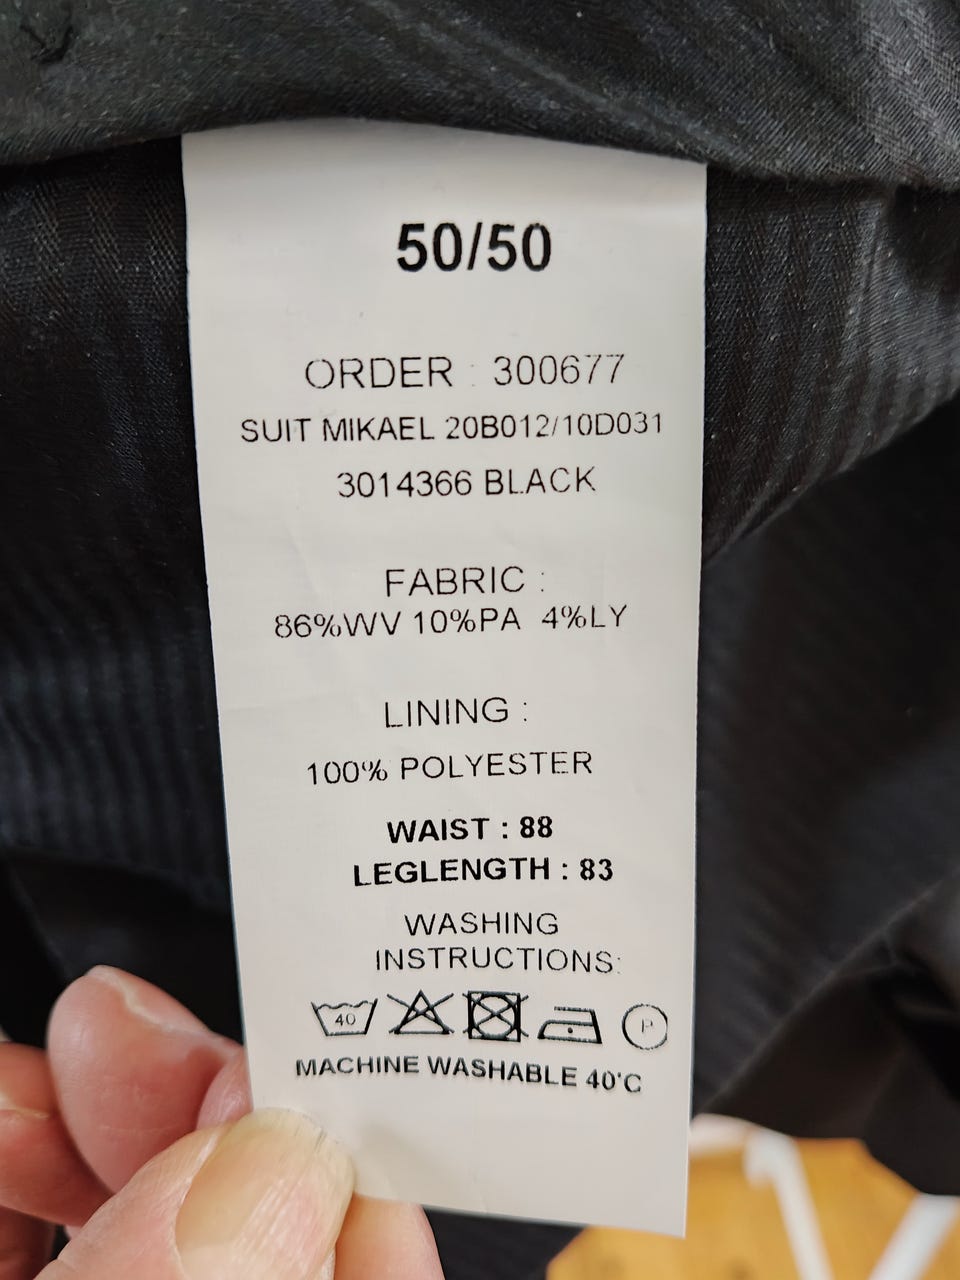 50/50
ORDER : 300677
SUIT MIKAEL 20B012/10D031
3014366 BLACK
FABRIC :
86%WV 10%PA 4%LY
LINING :
100% POLYESTER
WAIST : 88
LEGLENGTH : 83
WASHING
INSTRUCTIONS:
40 P
MACHINE WASHABLE 40'C